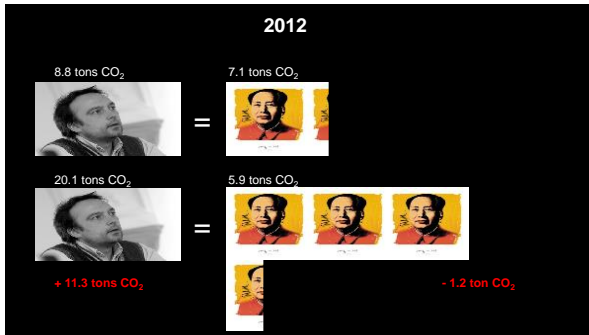 2012
8.8 tons CO₂
7.1 tons CO₂
=
20.1 tons CO₂
5.9 tons CO₂
=
+ 11.3 tons CO₂
- 1.2 ton CO₂